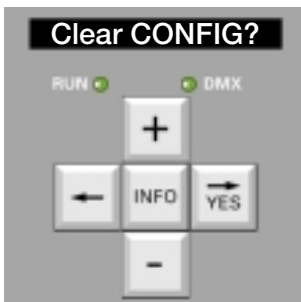 Clear CONFIG?
RUN DMX
+
INFO YES
-